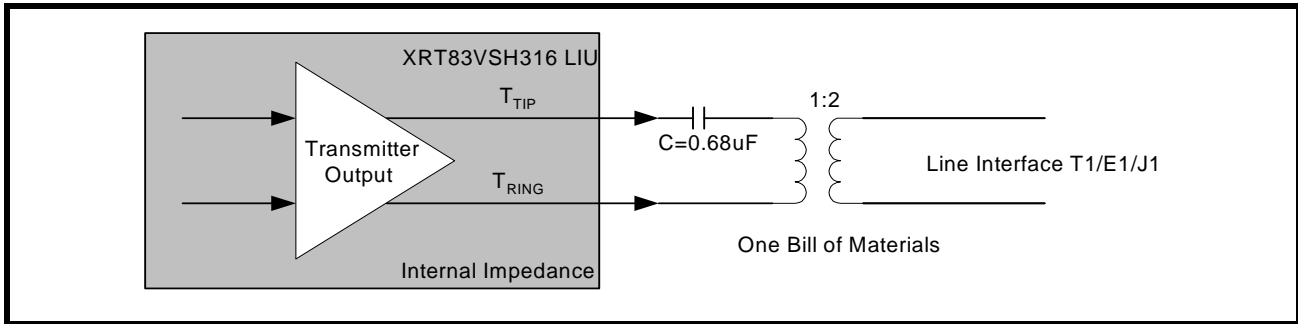 XRT83VSH316 LIU
TTIP
1:2
C=0.68uF
Transmitter
Output
Line Interface T1/E1/J1
TRING
One Bill of Materials
Internal Impedance